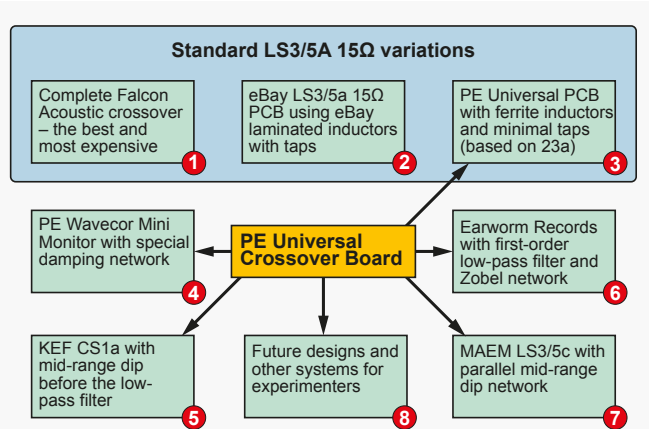 Standard LS3/5A 15Ω variations
Complete Falcon
Acoustic crossover
– the best and
most expensive
1
eBay LS3/5a 15Ω
PCB using eBay
laminated inductors
with taps
2
PE Universal PCB
with ferrite inductors
and minimal taps
(based on 23a)
3
PE Wavecor Mini
Monitor with special
damping network
4
PE Universal
Crossover Board
Earworm Records
with first-order
low-pass filter and
Zobel network
6
KEF CS1a with
mid-range dip
before the low-
pass filter
5
Future designs and
other systems for
experimenters
8
MAEM LS3/5c with
parallel mid-range
dip network
7